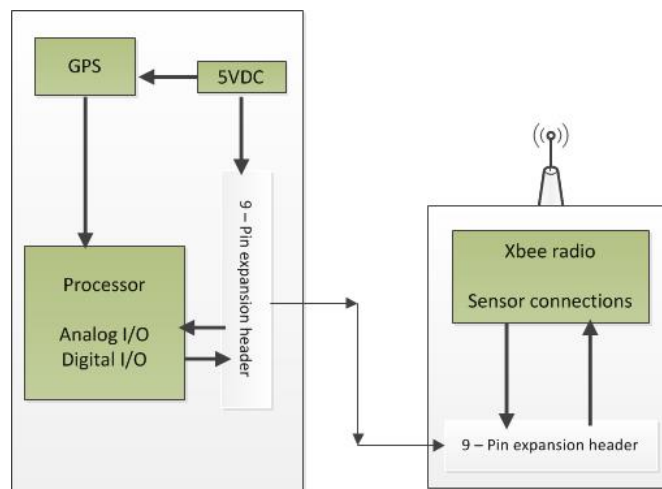 GPS
5VDC
9 – Pin expansion header
Processor
Analog I/O
Digital I/O
Xbee radio
Sensor connections
9 – Pin expansion header